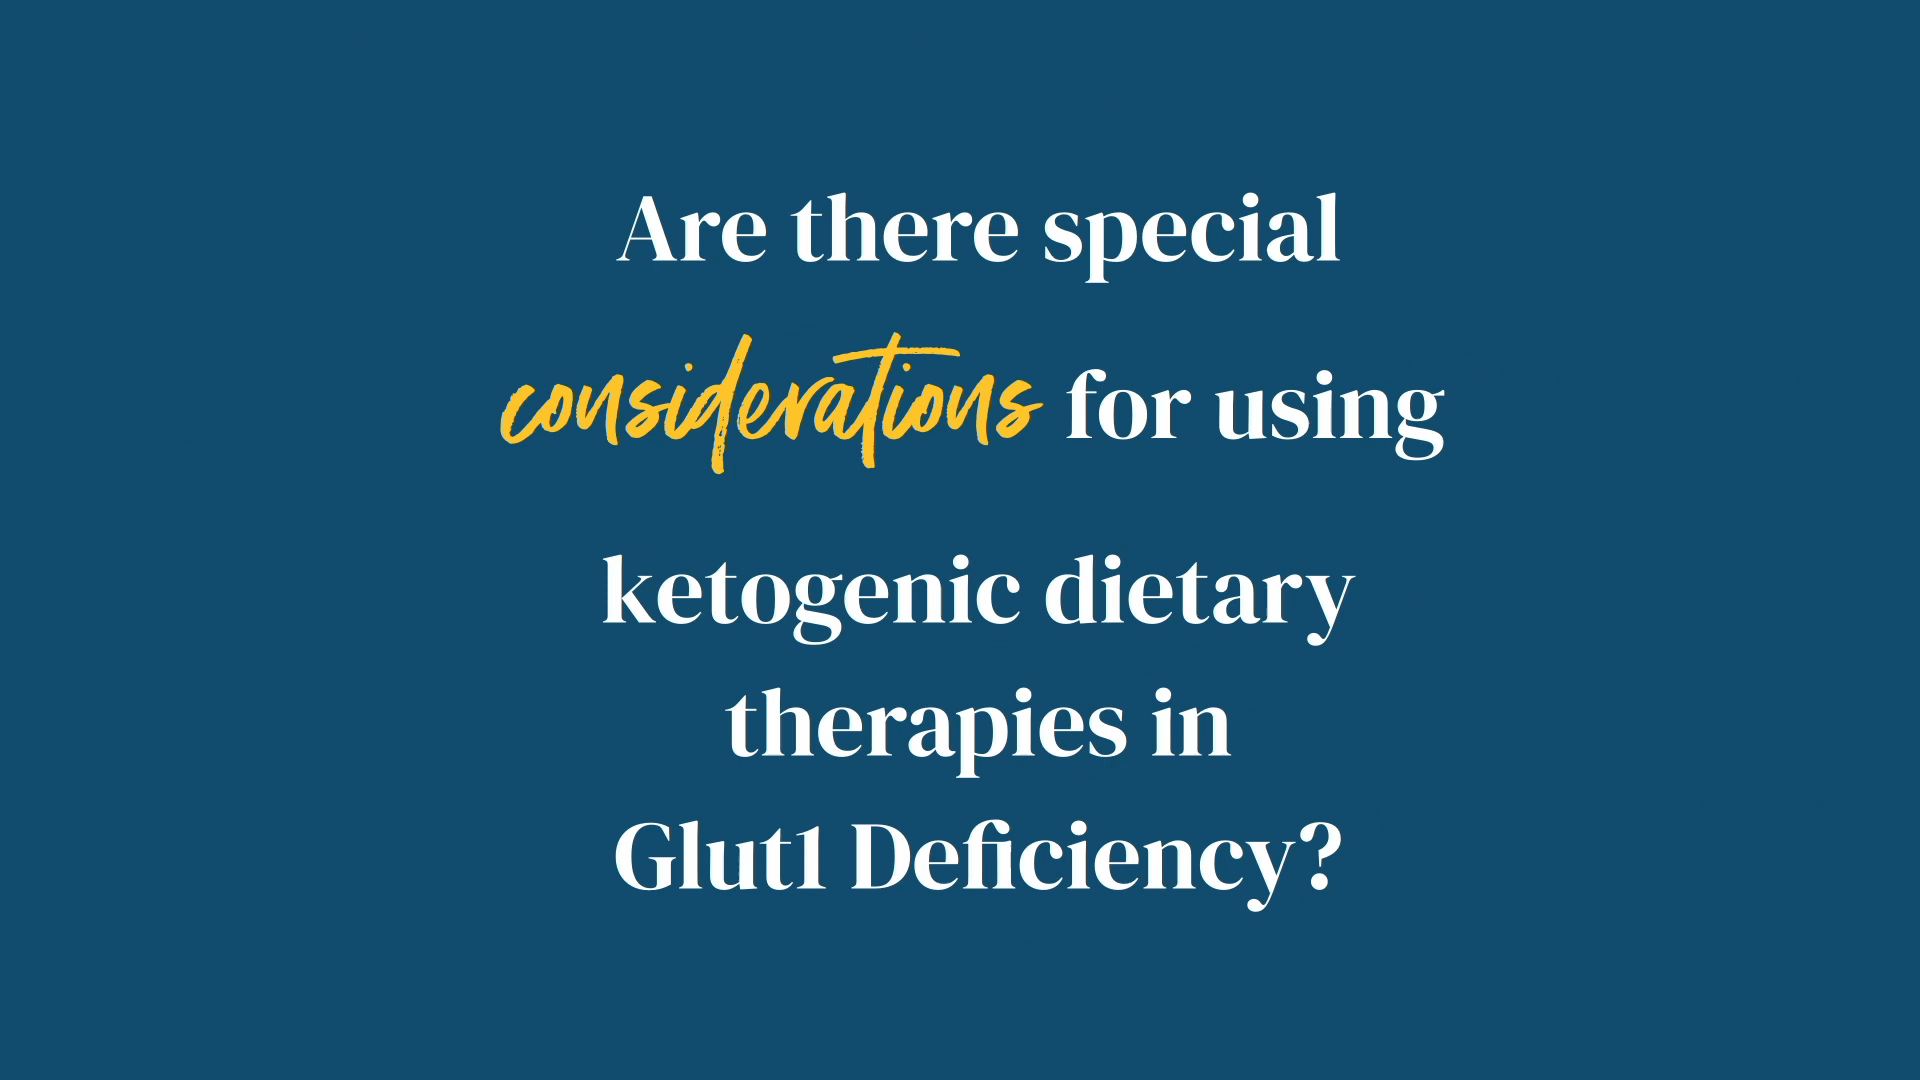 Are there special
considerations for using
ketogenic dietary
therapies in
Glut1 Deficiency?